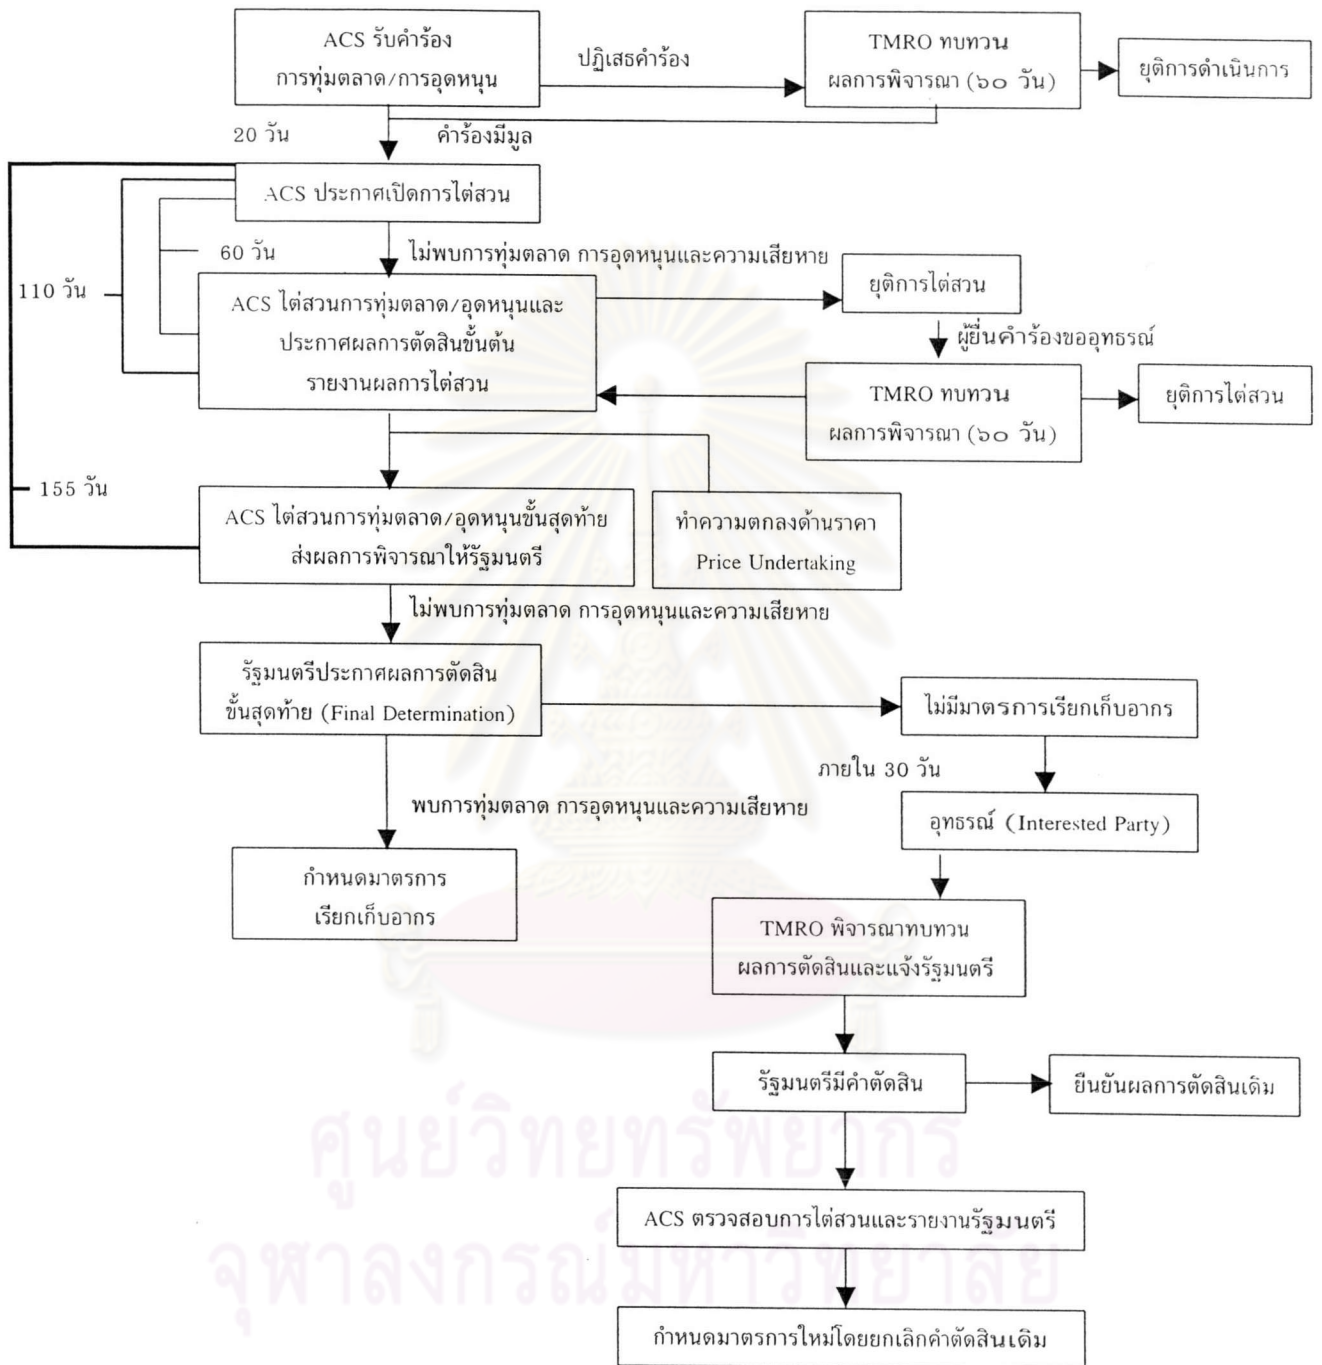 ACS รับคำร้อง
การทุ่มตลาด/การอุดหนุน
ปฏิเสธคำร้อง
TMRO ทบทวน
ผลการพิจารณา (๖๐ วัน)
ยุติการดำเนินการ
20 วัน
คำร้องมีมูล
ACS ประกาศเปิดการไต่สวน
60 วัน
ไม่พบการทุ่มตลาด การอุดหนุนและความเสียหาย
110 วัน
ACS ไต่สวนการทุ่มตลาด/อุดหนุนและ
ประกาศผลการตัดสินขั้นต้น
รายงานผลการไต่สวน
ยุติการไต่สวน
ผู้ยื่นคำร้องขออุทธรณ์
TMRO ทบทวน
ผลการพิจารณา (๖๐ วัน)
ยุติการไต่สวน
155 วัน
ACS ไต่สวนการทุ่มตลาด/อุดหนุนขั้นสุดท้าย
ส่งผลการพิจารณาให้รัฐมนตรี
ทำความตกลงด้านราคา
Price Undertaking
ไม่พบการทุ่มตลาด การอุดหนุนและความเสียหาย
รัฐมนตรีประกาศผลการตัดสิน
ขั้นสุดท้าย (Final Determination)
ไม่มีมาตรการเรียกเก็บอากร
ภายใน 30 วัน
พบการทุ่มตลาด การอุดหนุนและความเสียหาย
อุทธรณ์ (Interested Party)
กำหนดมาตรการ
เรียกเก็บอากร
TMRO พิจารณาทบทวน
ผลการตัดสินและแจ้งรัฐมนตรี
รัฐมนตรีมีคำตัดสิน
ยืนยันผลการตัดสินเดิม
ศูนย์วิทยทรัพยากร
ACS ตรวจสอบการไต่สวนและรายงานรัฐมนตรี
จุฬาลงกรณ์มหาวิทยาลัย
กำหนดมาตรการใหม่โดยยกเลิกคำตัดสินเดิม